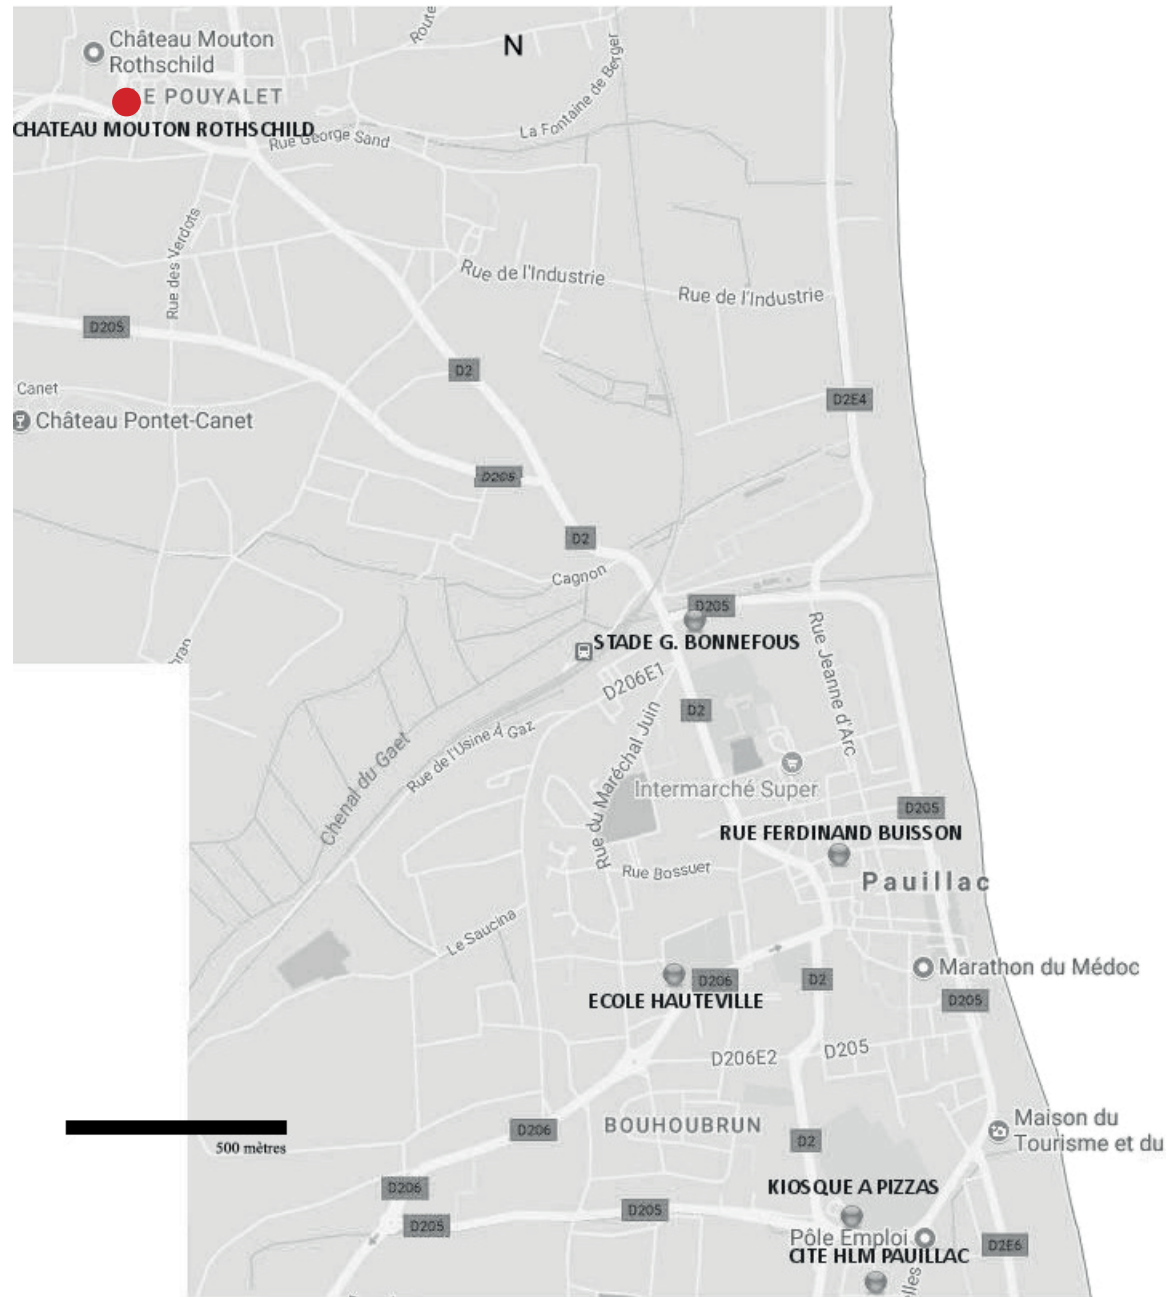 Route
N
Château Mouton
Rothschild
E POUYALET
La Fontaine de Berger
CHATEAU MOUTON ROTHSCHILD
Rue George Sand
Rue des Verdots
Rue de l'Industrie
Rue de l'Industrie
D205
D2
Canet
D2E4
Château Pontet-Canet
D205
D2
Cagnon
D205
STADE G. BONNEFOUS
Rue Jeanne d'Arc
bran
D206E1
D2
Rue de l'Usine À Gaz
Rue du Maréchal Juin
Chenal du Gaet
Intermarché Super
D205
RUE FERDINAND BUISSON
Rue Bossuet
Pauillac
Le Saucina
Marathon du Médoc
D206
D2
ECOLE HAUTEVILLE
D205
D206E2
D205
Maison du
Tourisme et du
D206
BOUHOUBRUN
D2
500 mètres
D206
KIOSQUE A PIZZAS
D205
D205
Pôle Emploi
D2E6
CITE HLM PAUILLAC
elles